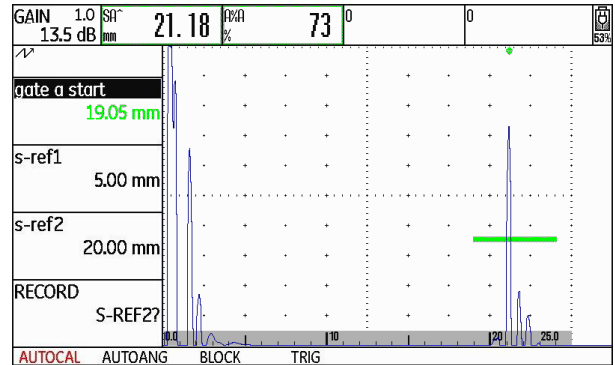 GAIN 1.0 SA^ 21.18 A%A 73 0 0
13.5 dB mm % 53%
gate a start
19.05 mm
s-ref1
5.00 mm
s-ref2
20.00 mm
RECORD
S-REF2?
0.0 10 20 25.0
AUTOCAL AUTOANG BLOCK TRIG